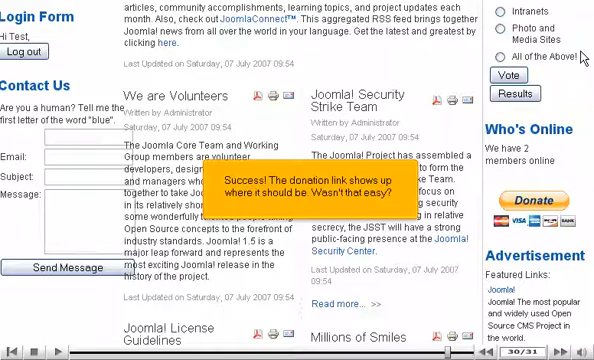 Login Form
Hi Test,
Log out
Contact Us
Are you a human? Tell me the
first letter of the word "blue".
Email:
Subject:
Message:
Send Message
articles, community accomplishments, learning topics, and project updates each
month. Also, check out JoomlaConnect™. This aggregated RSS feed brings together
Joomla! news from all over the world in your language. Get the latest and greatest by
clicking here.
Last Updated on Saturday, 07 July 2007 09:54
We are Volunteers
Written by Administrator
Saturday, 07 July 2007 09:54
The Joomla Core Team and Working
Group members are volunteer
developers,
and managers who
together to take
in its relatively short
some wonderfully
Open Source concepts to the forefront of
industry standards. Joomla! 1.5 is a
major leap forward and represents the
most exciting Joomla! release in the
history of the project.
Last Updated on Saturday, 07 July 2007 09:54
Joomla! License
Guidelines
Joomla! Security
Strike Team
Written by Administrator
Saturday, 07 July 2007 09:54
The Joomla! Project has assembled a
to form the
Team.
focus on
in relative
secrecy, the JSST will have a strong
public-facing presence at the Joomla!
Security Center.
Last Updated on Saturday, 07 July 2007
09:54
Read more... >>
Millions of Smiles
Success! The donation link shows up
where it should be. Wasn't that easy?
Intranets
Photo and
Media Sites
All of the Above!
Vote
Results
Who's Online
We have 2
members online
Donate
VISA
Advertisement
Featured Links:
Joomla!
Joomla! The most popular
and widely used Open
Source CMS Project in
the world.
30/31